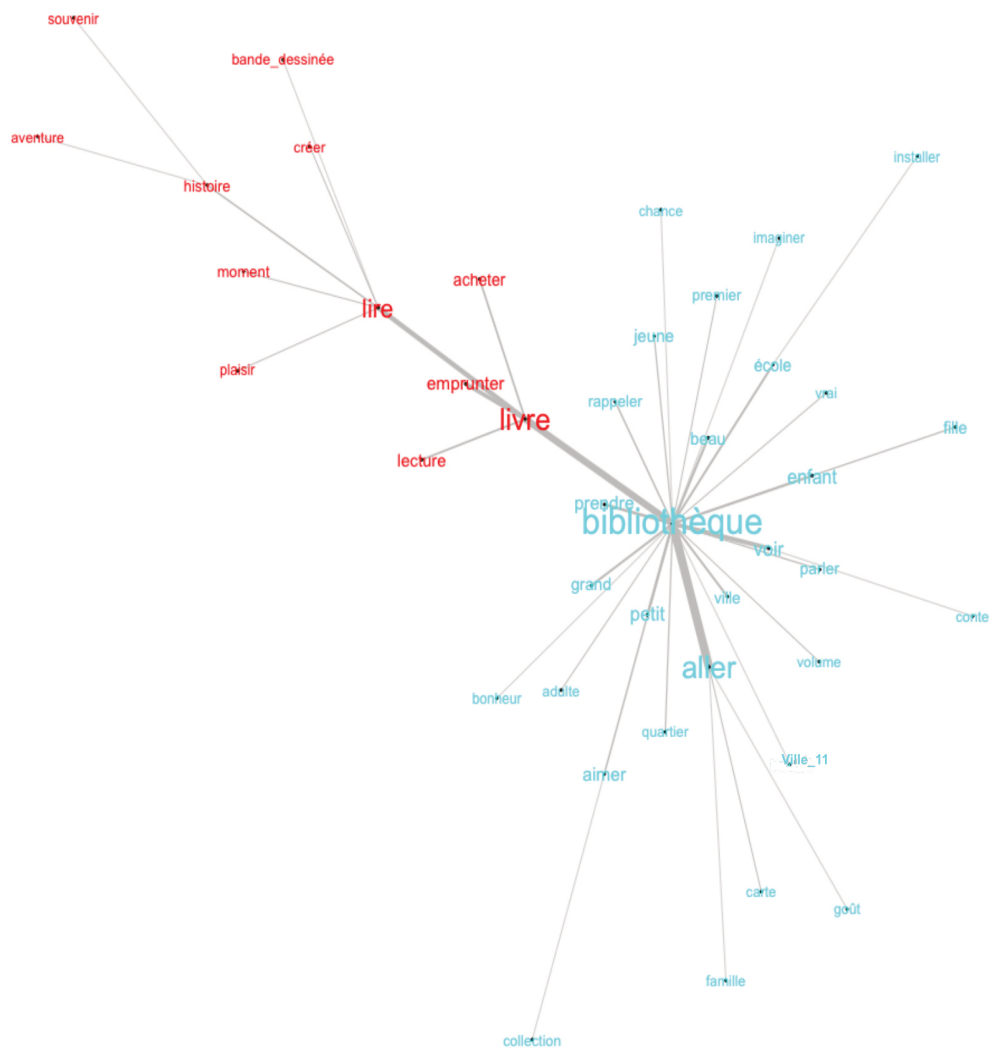 souvenir
bande_dessinée
aventure
créer
installer
histoire
chance
imaginer
moment
acheter
premier
lire
jeune
école
plaisir
emprunter
rappeler
vrai
livre
beau
fille
lecture
enfant
prendre
bibliothèque
voir
parler
grand
ville
petit
conte
aller
volume
bonheur
adulte
quartier
Ville_11
aimer
carte
goût
famille
collection